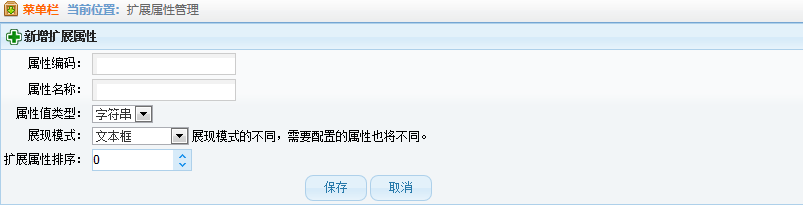 菜单栏 当前位置：扩展属性管理
新增扩展属性
属性编码：
属性名称：
属性值类型：字符串
展现模式：文本框 展现模式的不同，需要配置的属性也将不同。
扩展属性排序：0
保存 取消